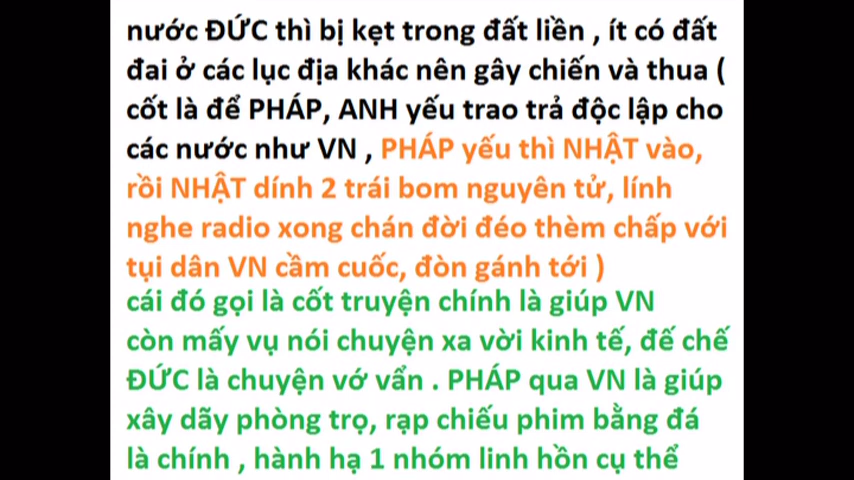 nước ĐỨC thì bị kẹt trong đất liền , ít có đất
đai ở các lục địa khác nên gây chiến và thua (
cốt là để PHÁP, ANH yếu trao trả độc lập cho
các nước như VN , PHÁP yếu thì NHẬT vào,
rồi NHẬT dính 2 trái bom nguyên tử, lính
nghe radio xong chán đời đéo thèm chấp với
tụi dân VN cầm cuốc, đòn gánh tới )
cái đó gọi là cốt truyện chính là giúp VN
còn mấy vụ nói chuyện xa vời kinh tế, đế chế
ĐỨC là chuyện vớ vẩn . PHÁP qua VN là giúp
xây dãy phòng trọ, rạp chiếu phim bằng đá
là chính , hành hạ 1 nhóm linh hồn cụ thể